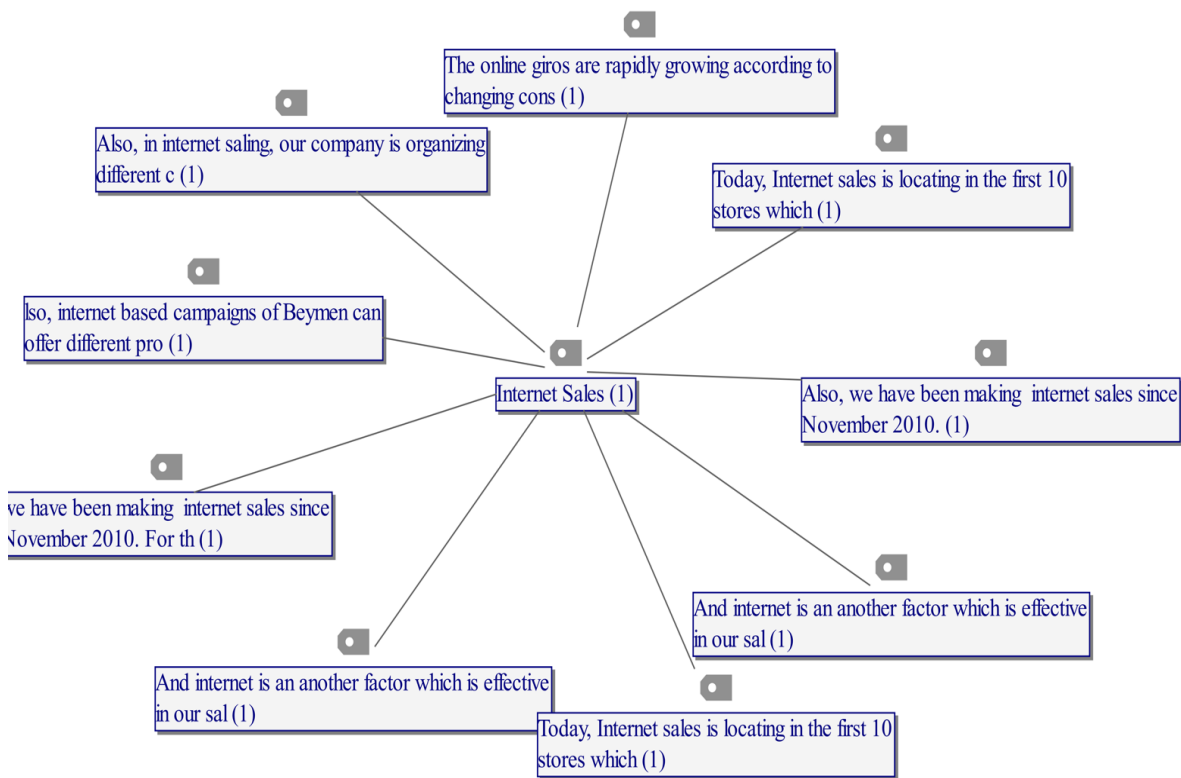 The online giros are rapidly growing according to
changing cons (1)
Also, in internet saling, our company is organizing
different c (1)
Today, Internet sales is locating in the first 10
stores which (1)
lso, internet based campaigns of Beymen can
offer different pro (1)
Internet Sales (1)
Also, we have been making  internet sales since
November 2010. (1)
we have been making  internet sales since
November 2010. For th (1)
And internet is an another factor which is effective
in our sal (1)
And internet is an another factor which is effective
in our sal (1)
Today, Internet sales is locating in the first 10
stores which (1)